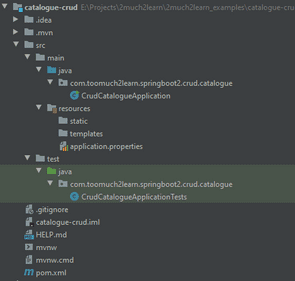 catalogue-crud E:\Projects\2much2learn\2much2learn_examples\catalogue-cru
.idea
.mvn
src
main
java
com.toomuch2learn.springboot2.crud.catalogue
CrudCatalogueApplication
resources
static
templates
application.properties
test
java
com.toomuch2learn.springboot2.crud.catalogue
CrudCatalogueApplicationTests
.gitignore
catalogue-crud.iml
HELP.md
mvnw
mvnw.cmd
pom.xml